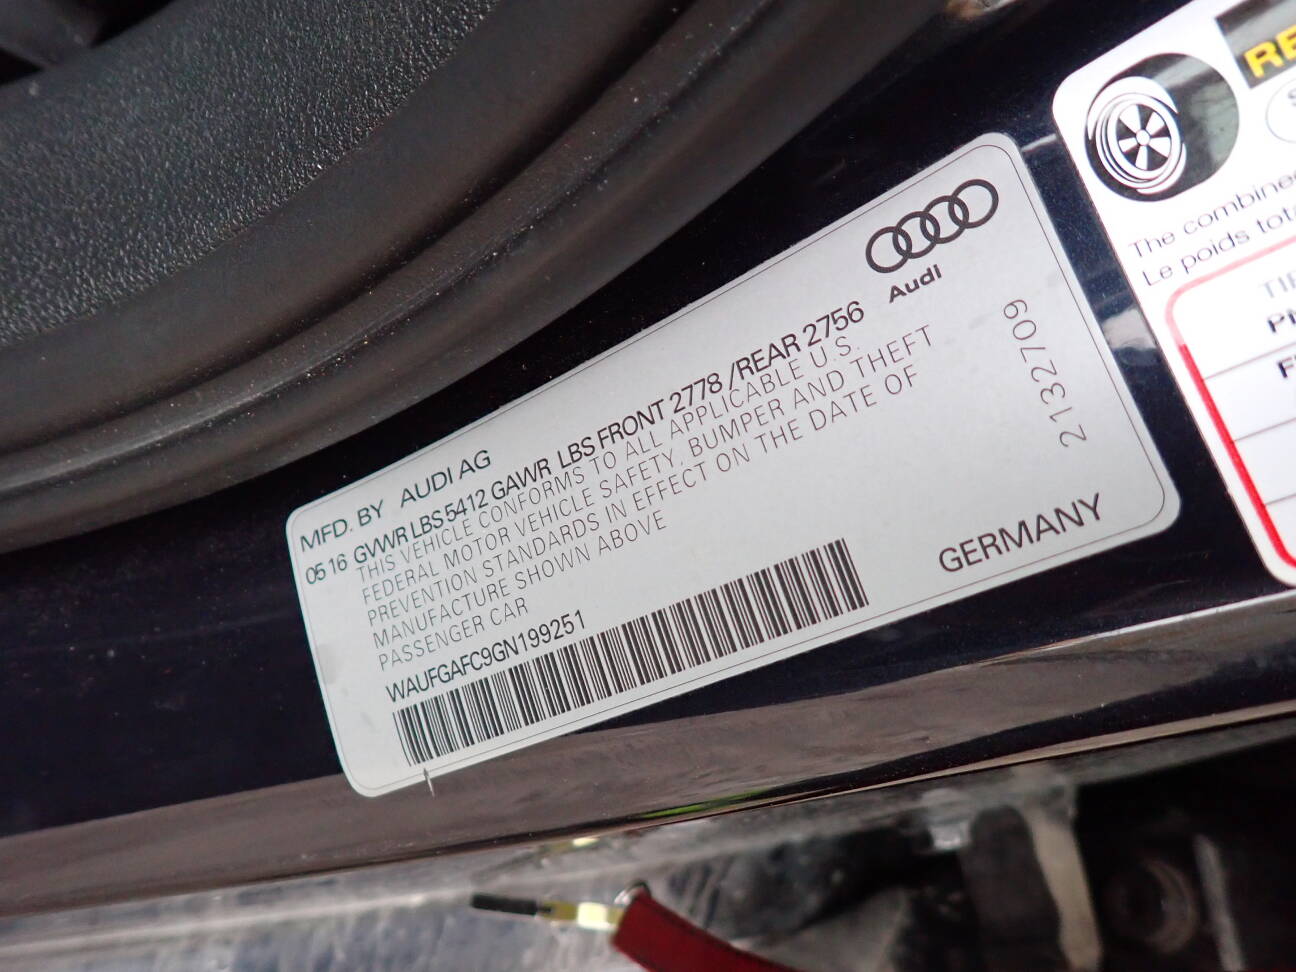 Audi
MFD. BY AUDI AG
05 16 GVWR LBS 5412 GAWR LBS FRONT 2778 /REAR 2756
THIS VEHICLE CONFORMS TO ALL APPLICABLE U.S.
FEDERAL MOTOR VEHICLE SAFETY, BUMPER AND THEFT
PREVENTION STANDARDS IN EFFECT ON THE DATE OF
MANUFACTURE SHOWN ABOVE
PASSENGER CAR
WAUFGAFC9GN199251
GERMANY
2132709
The combined
Le poids